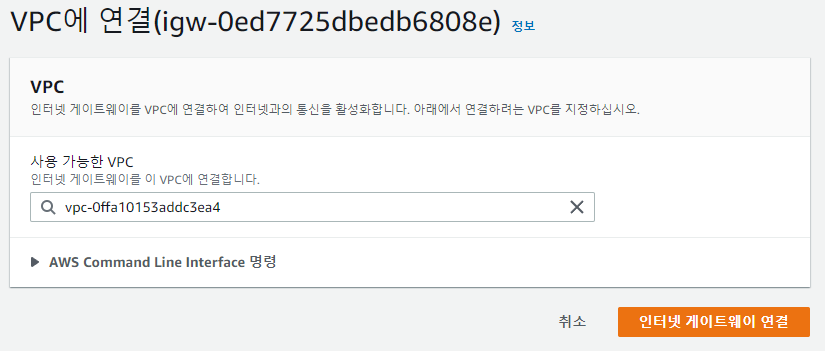 VPC에 연결(igw-0ed7725dbedb6808e) 정보
VPC
인터넷 게이트웨이를 VPC에 연결하여 인터넷과의 통신을 활성화합니다. 아래에서 연결하려는 VPC를 지정하십시오.
사용 가능한 VPC
인터넷 게이트웨이를 이 VPC에 연결합니다.
vpc-0ffa10153addc3ea4
AWS Command Line Interface 명령
취소 인터넷 게이트웨이 연결